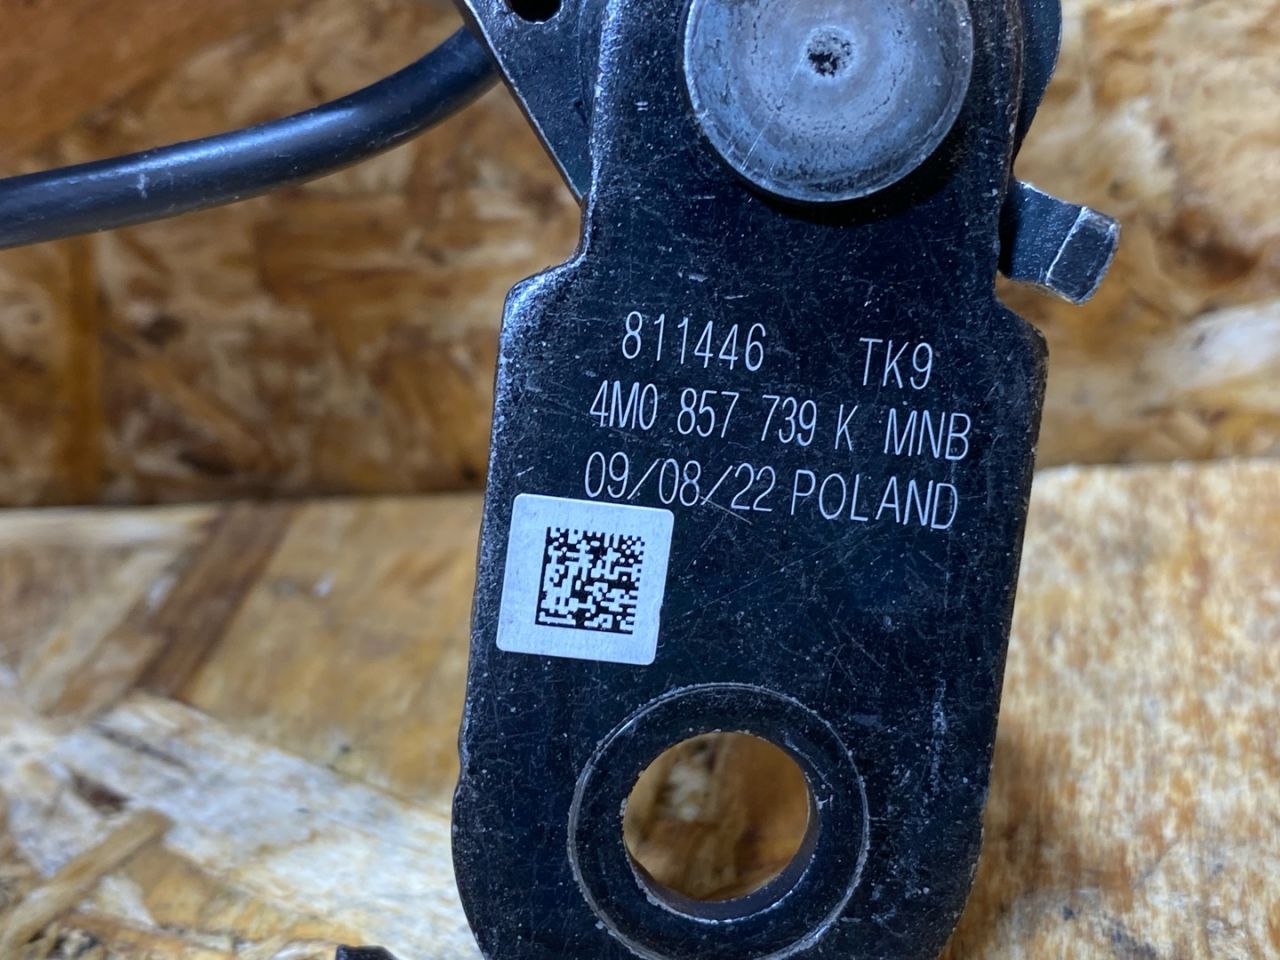 811446 TK9
4M0 857 739 K MNB
09/08/22 POLAND